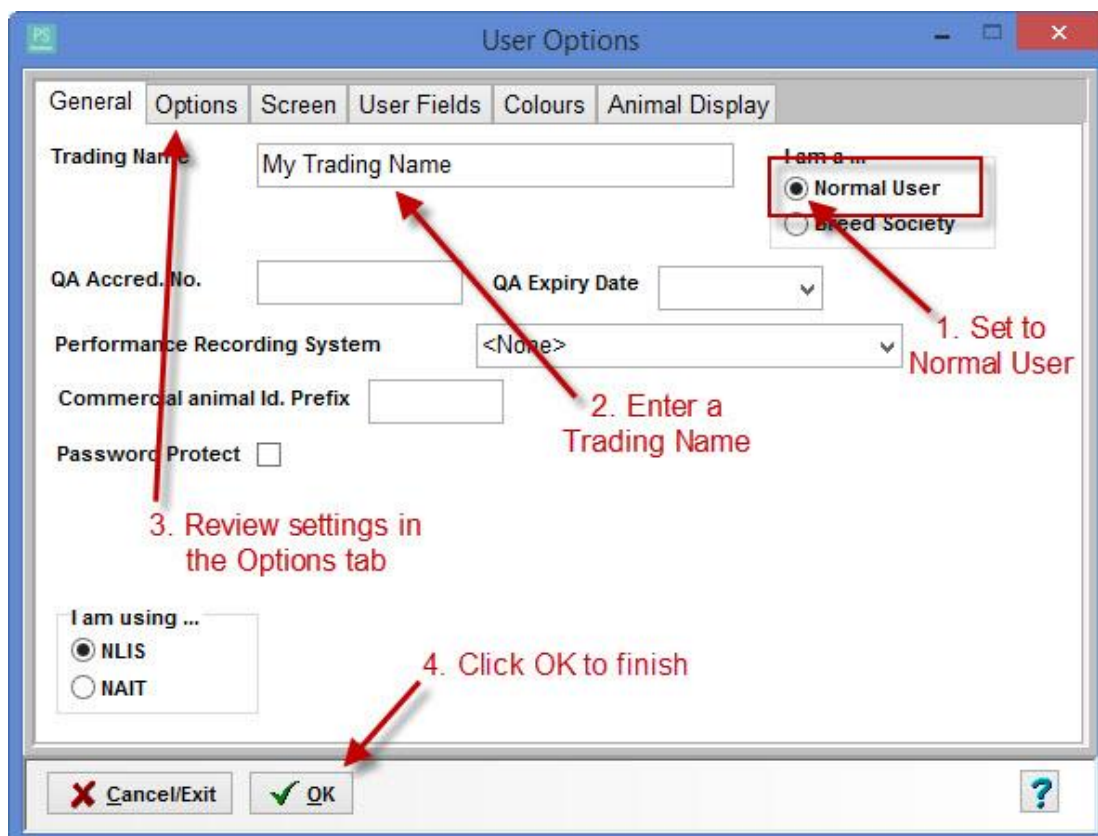 PS
User Options
General Options Screen User Fields Colours Animal Display
Trading Name My Trading Name
I am a ...
Normal User
Breed Society
QA Accred. No. QA Expiry Date
1. Set to
Normal User
Performance Recording System <None>
Commercial animal Id. Prefix
2. Enter a
Trading Name
Password Protect
3. Review settings in
the Options tab
I am using ...
NLIS
NAIT
4. Click OK to finish
Cancel/Exit OK ?